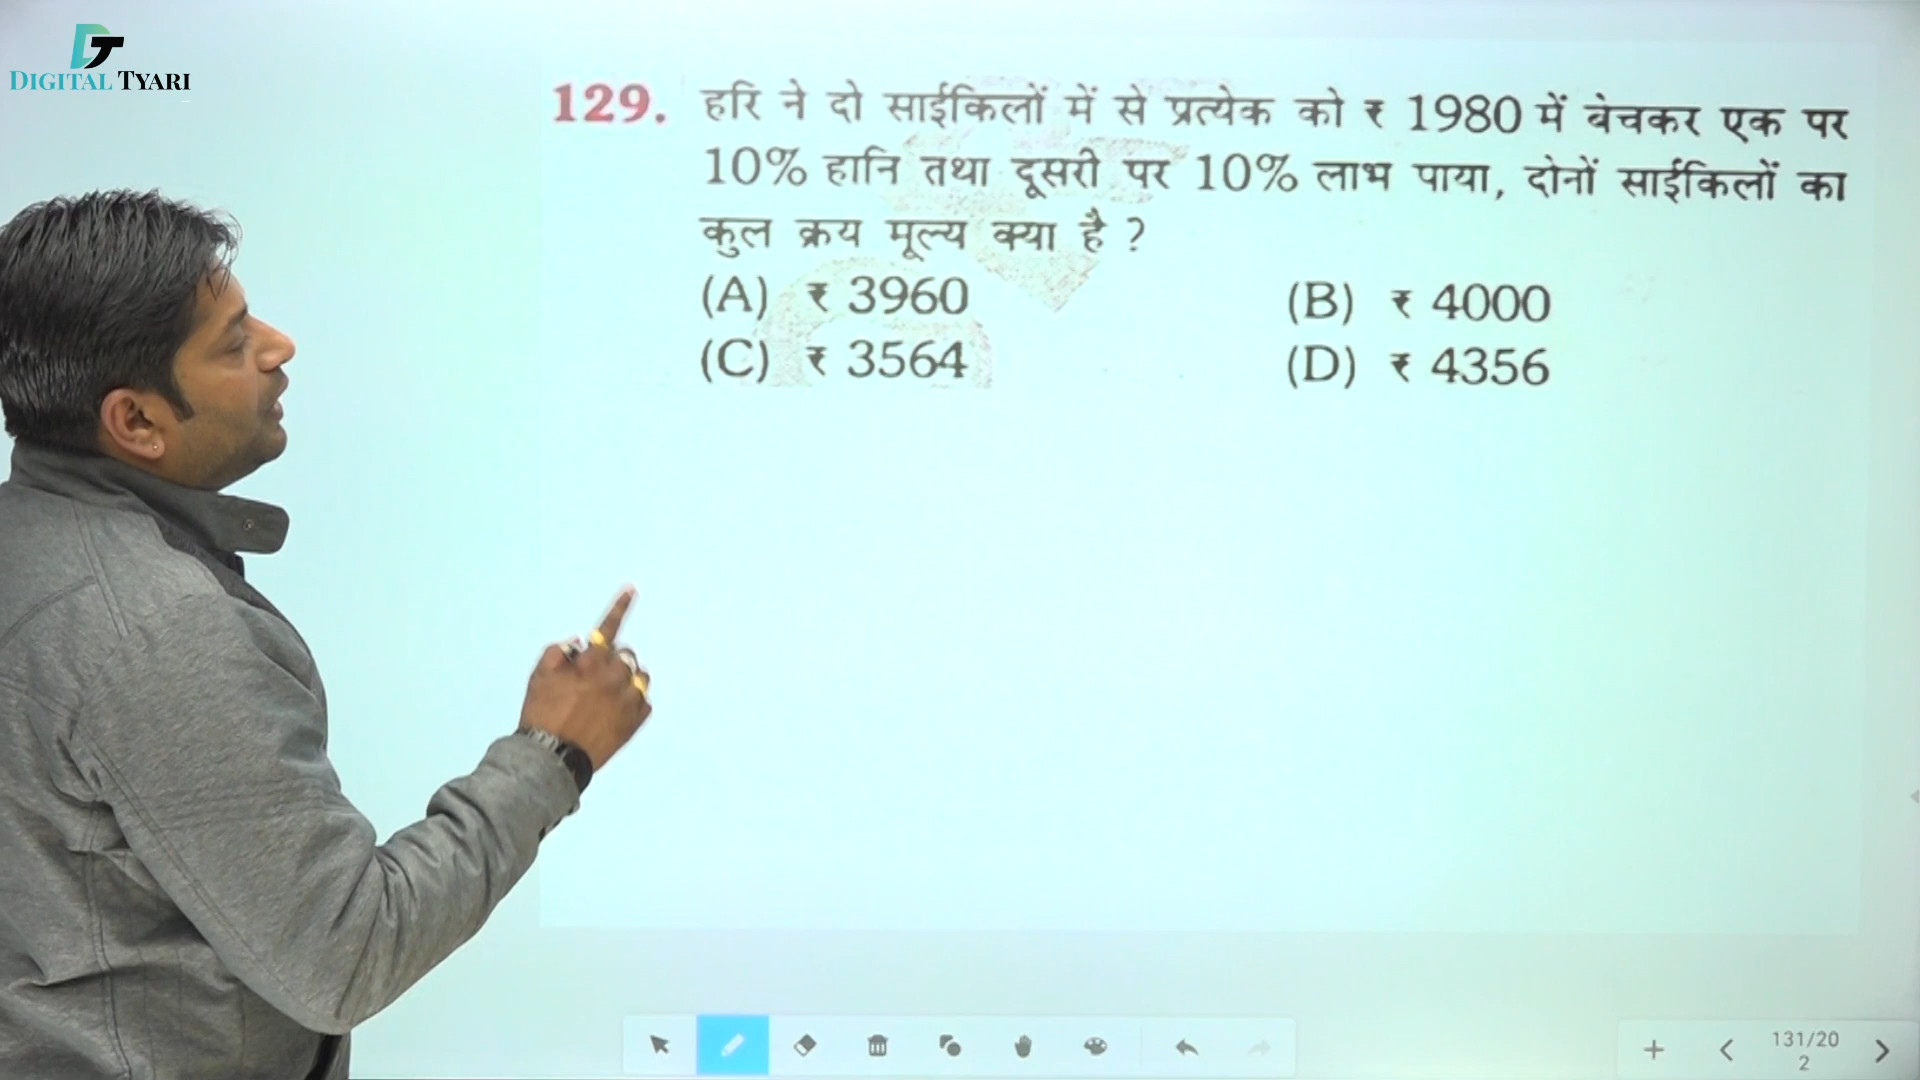 DT
DIGITAL TYARI
129. हरि ने दो साईकिलों में से प्रत्येक को ₹ 1980 में बेचकर एक पर
10% हानि तथा दूसरी पर 10% लाभ पाया, दोनों साईकिलों का
कुल क्रय मूल्य क्या है ?
(A) ₹ 3960 (B) ₹ 4000
(C) ₹ 3564 (D) ₹ 4356
131/20
2